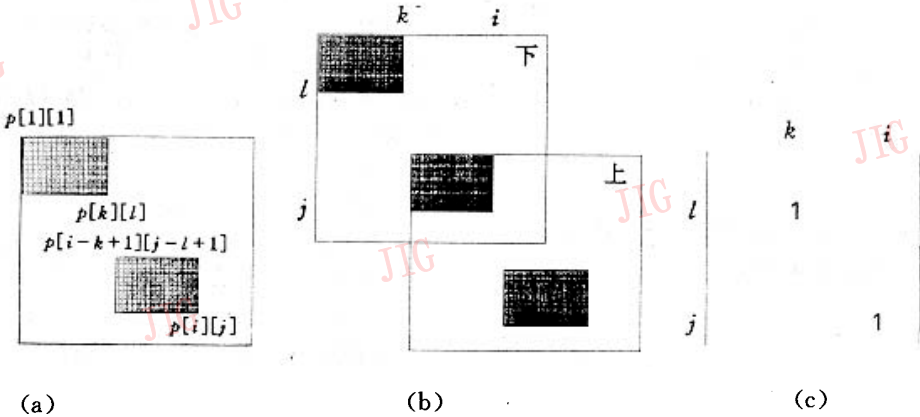 JIG
k i
下
l
p[1][1]
k i
JIG
上
JIG
p[k][l]
j
l 1
p[i-k+1][j-l+1]
JIG
JIG
p[i][j]
j 1
(a) (b) (c)